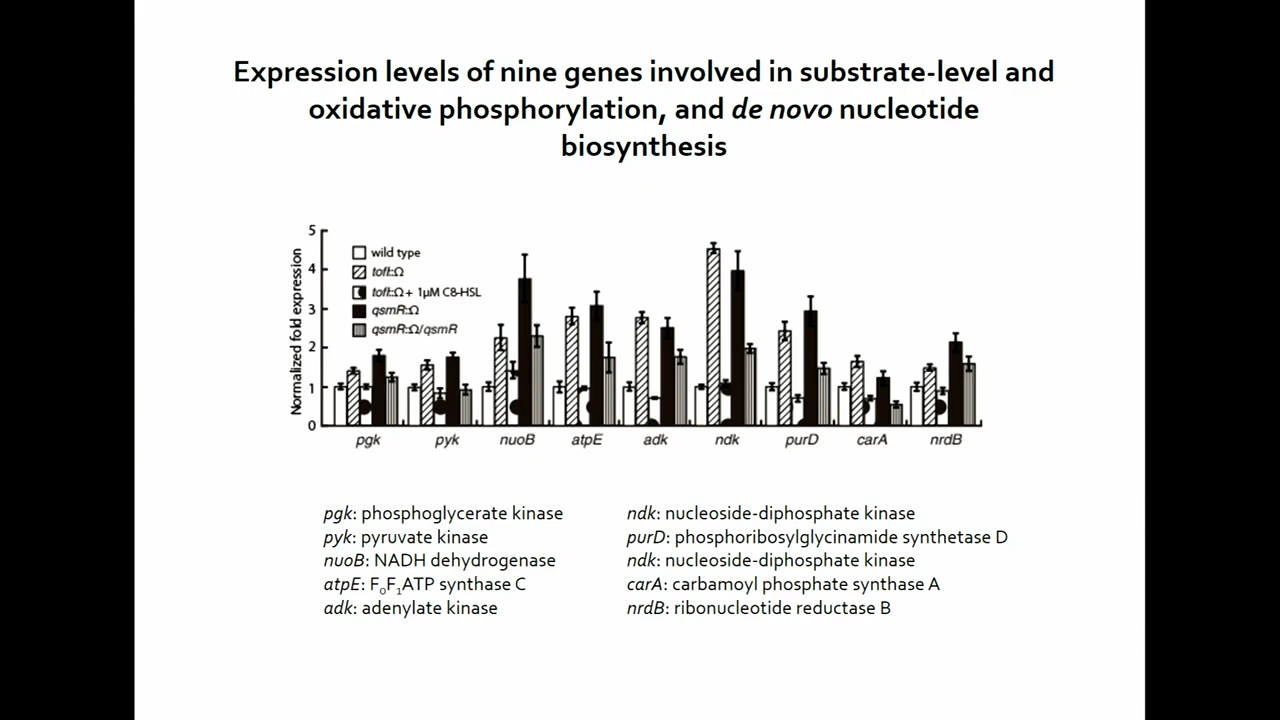 Expression levels of nine genes involved in substrate-level and
oxidative phosphorylation, and de novo nucleotide
biosynthesis
Normalized fold expression
5
4
3
2
1
0
wild type
tofI::Ω
tofI::Ω + 1µM C8-HSL
qsmR::Ω
qsmR::Ω/qsmR
pgk pyk nuoB atpE adk ndk purD carA nrdB
pgk: phosphoglycerate kinase
pyk: pyruvate kinase
nuoB: NADH dehydrogenase
atpE: F₀F₁ATP synthase C
adk: adenylate kinase
ndk: nucleoside-diphosphate kinase
purD: phosphoribosylglycinamide synthetase D
ndk: nucleoside-diphosphate kinase
carA: carbamoyl phosphate synthase A
nrdB: ribonucleotide reductase B